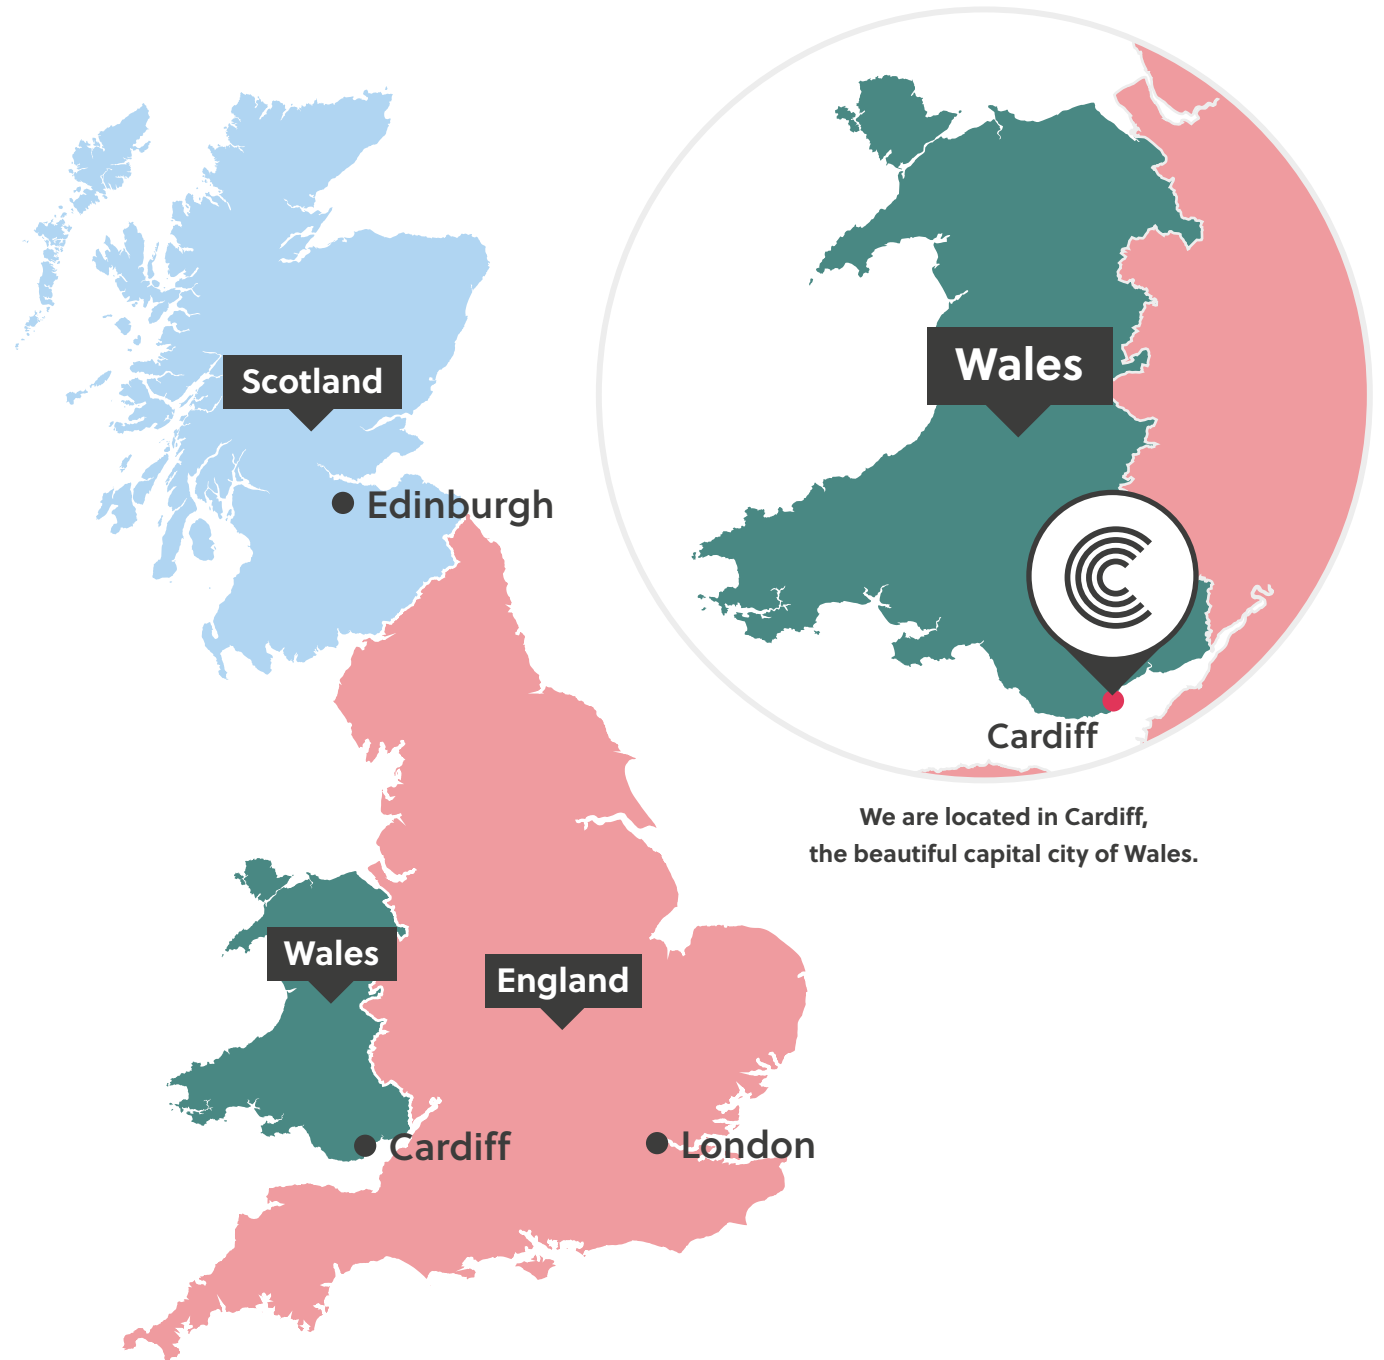 Scotland
Edinburgh
Wales
England
Cardiff
London
Wales
Cardiff
We are located in Cardiff,
the beautiful capital city of Wales.